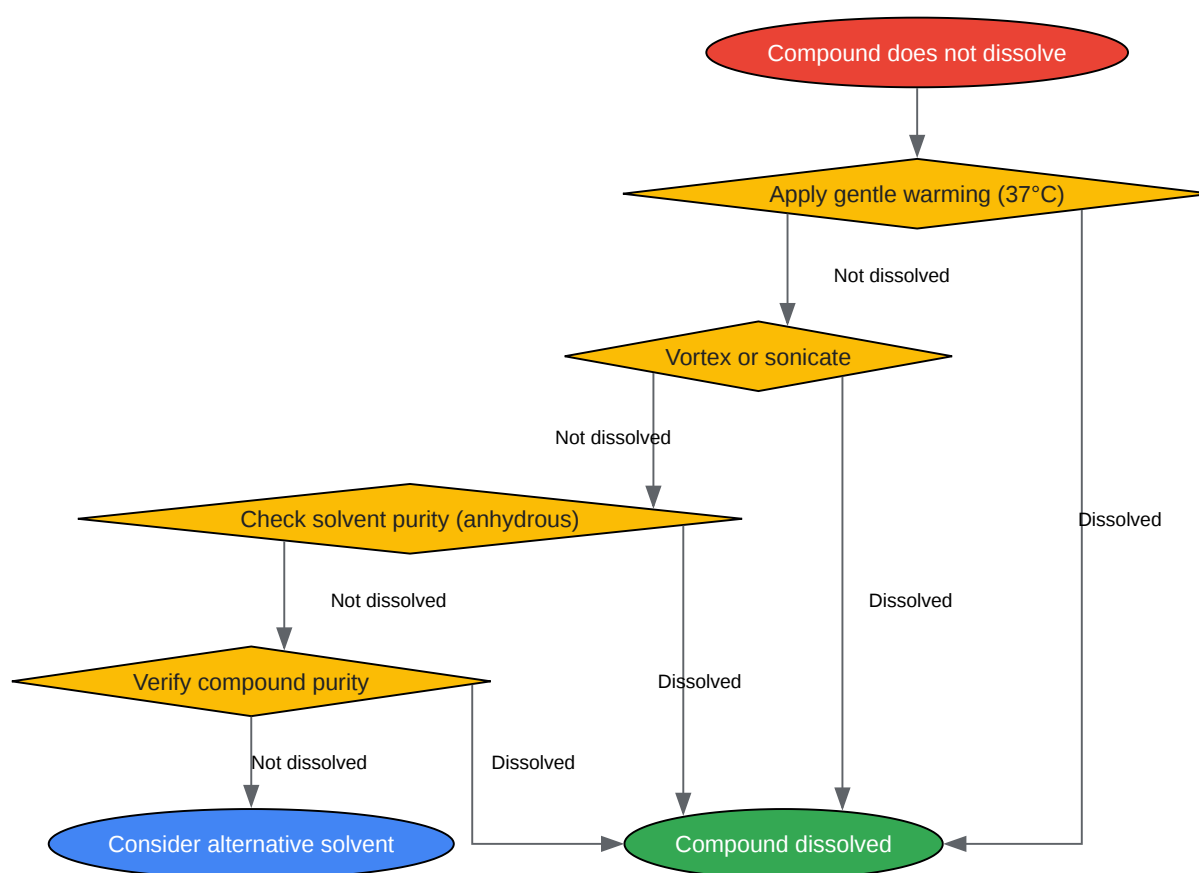 Compound does not dissolve
Apply gentle warming (37°C)
Not dissolved
Vortex or sonicate
Not dissolved
Check solvent purity (anhydrous)
Dissolved
Not dissolved
Dissolved
Verify compound purity
Dissolved
Not dissolved
Dissolved
Consider alternative solvent
Compound dissolved